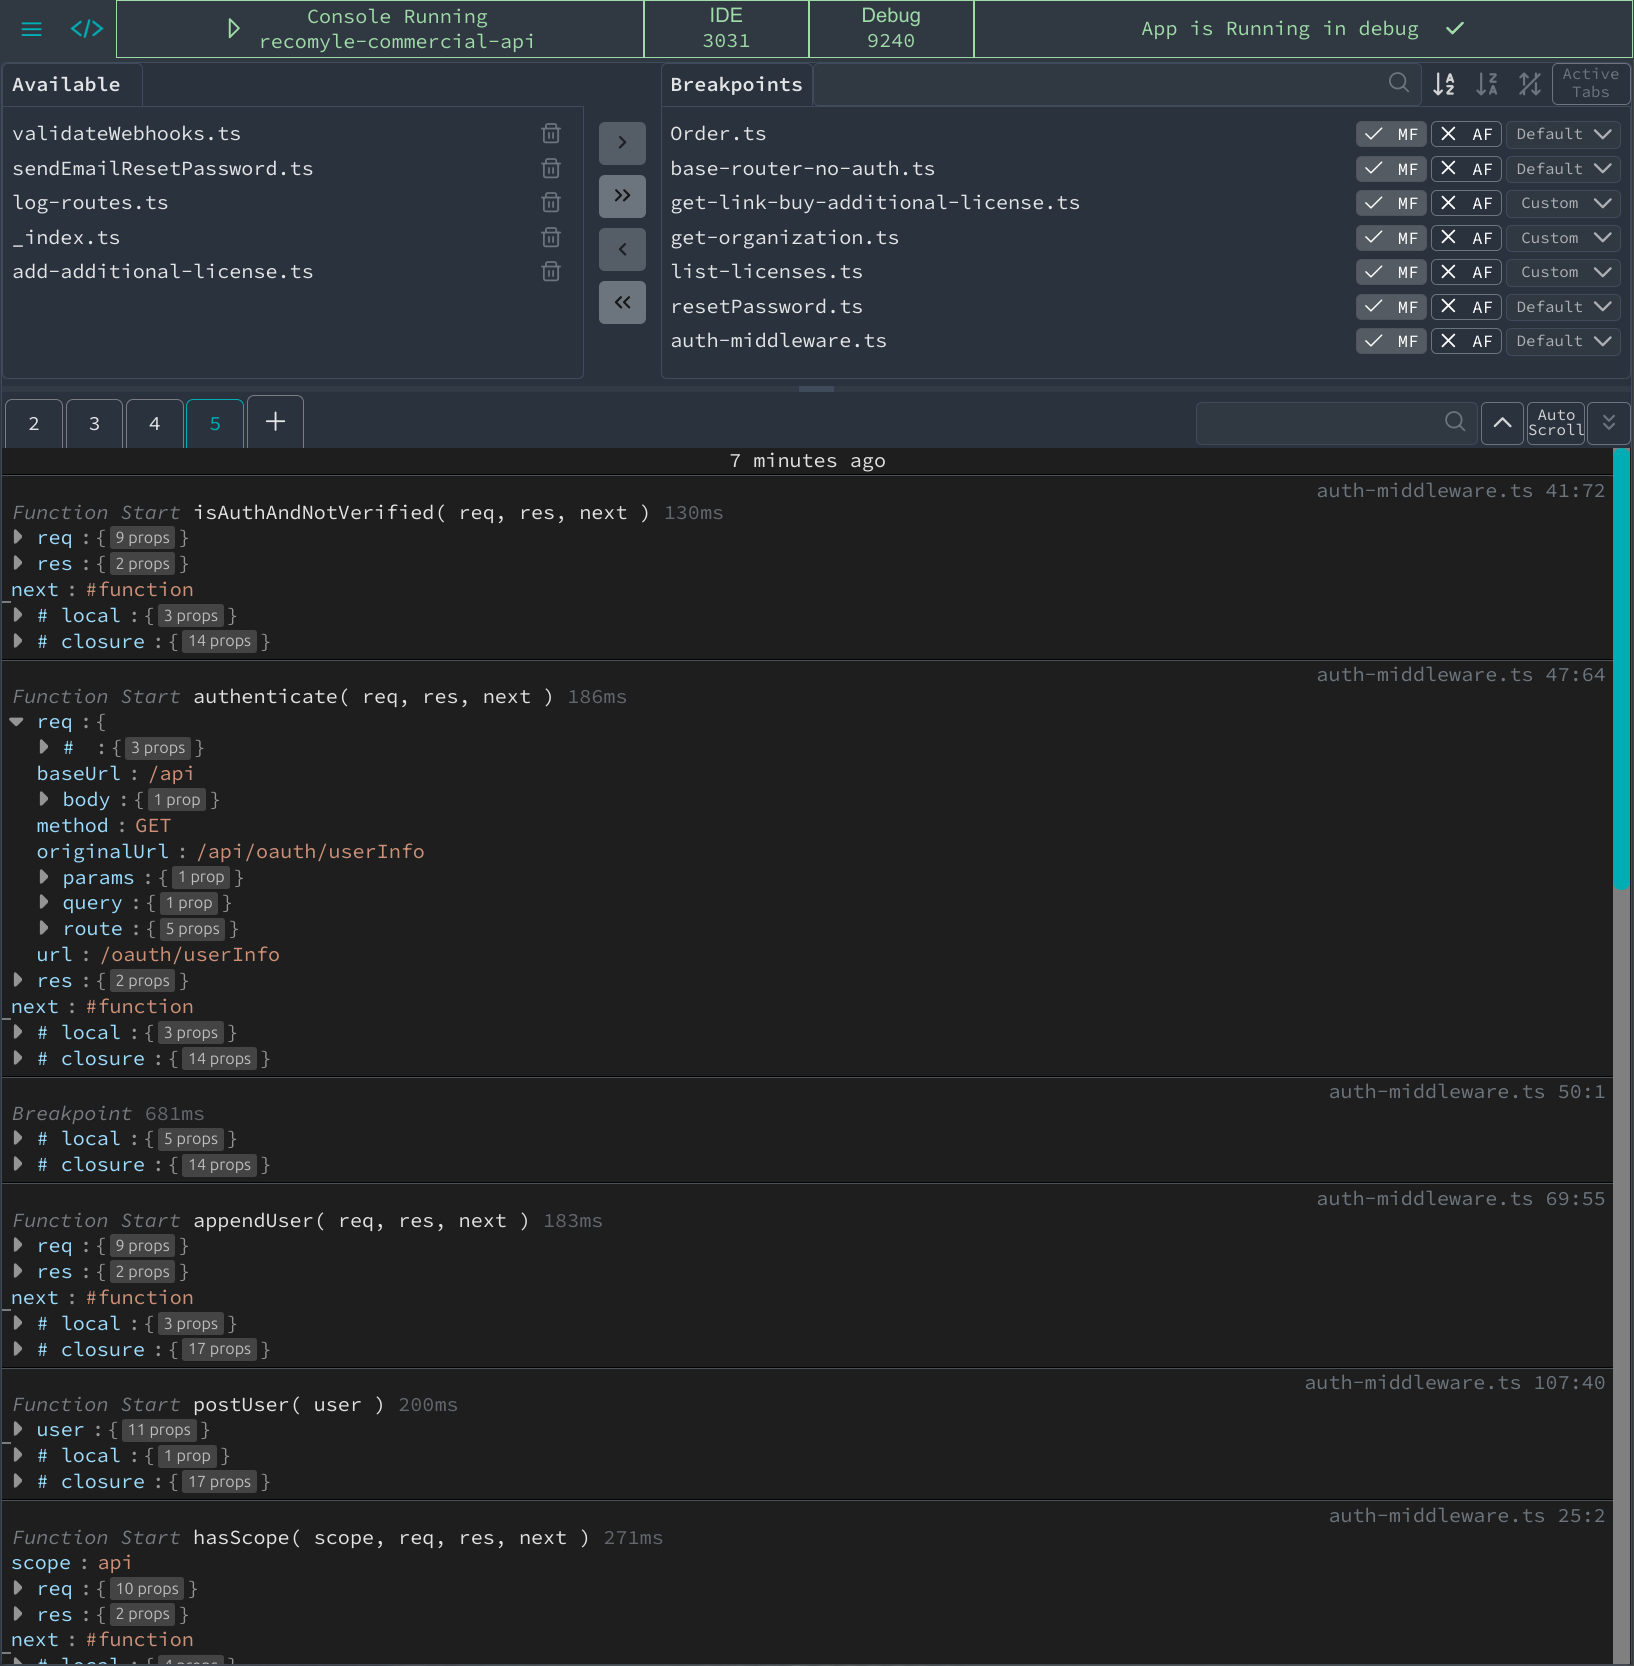 </> Console Running IDE Debug App is Running in debug
recomyle-commercial-api 3031 9240
Available Breakpoints Active Tabs
validateWebhooks.ts
sendEmailResetPassword.ts
log-routes.ts
_index.ts
add-additional-license.ts
Order.ts MF AF Default
base-router-no-auth.ts MF AF Default
get-link-buy-additional-license.ts MF AF Custom
get-organization.ts MF AF Custom
list-licenses.ts MF AF Custom
resetPassword.ts MF AF Default
auth-middleware.ts MF AF Default
2 3 4 5 + Auto Scroll
7 minutes ago
auth-middleware.ts 41:72
Function Start isAuthAndNotVerified( req, res, next ) 130ms
req :{ 9 props }
res :{ 2 props }
next : #function
# local :{ 3 props }
# closure :{ 14 props }
auth-middleware.ts 47:64
Function Start authenticate( req, res, next ) 186ms
req :{
# :{ 3 props }
baseUrl : /api
body :{ 1 prop }
method : GET
originalUrl : /api/oauth/userInfo
params :{ 1 prop }
query :{ 1 prop }
route :{ 5 props }
url : /oauth/userInfo
res :{ 2 props }
next : #function
# local :{ 3 props }
# closure :{ 14 props }
auth-middleware.ts 50:1
Breakpoint 681ms
# local :{ 5 props }
# closure :{ 14 props }
auth-middleware.ts 69:55
Function Start appendUser( req, res, next ) 183ms
req :{ 9 props }
res :{ 2 props }
next : #function
# local :{ 3 props }
# closure :{ 17 props }
auth-middleware.ts 107:40
Function Start postUser( user ) 200ms
user :{ 11 props }
# local :{ 1 prop }
# closure :{ 17 props }
auth-middleware.ts 25:2
Function Start hasScope( scope, req, res, next ) 271ms
scope : api
req :{ 10 props }
res :{ 2 props }
next : #function
# local :{ 4 props }